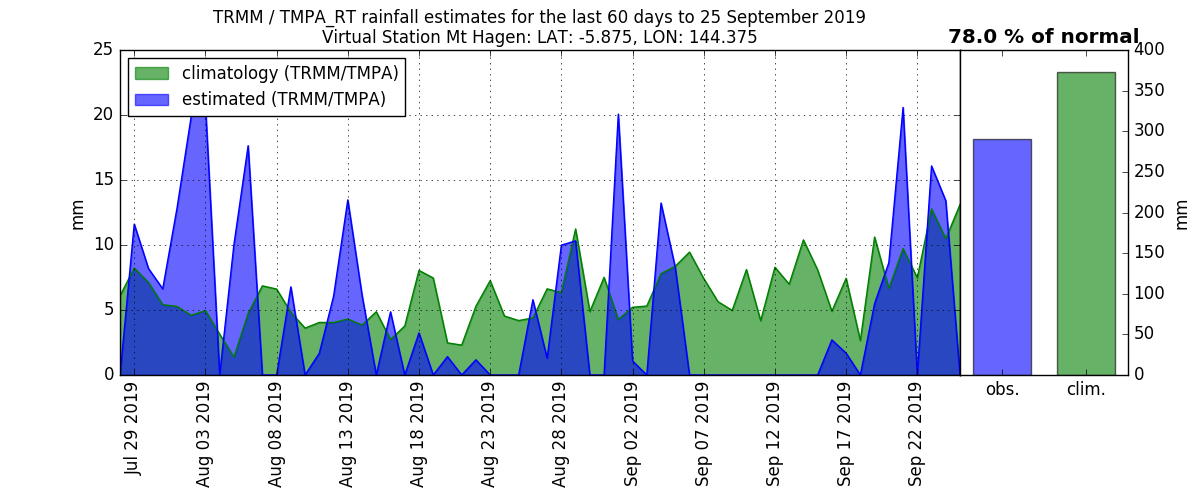 TRMM / TMPA_RT rainfall estimates for the last 60 days to 25 September 2019
Virtual Station Mt Hagen: LAT: -5.875, LON: 144.375
78.0 % of normal
climatology (TRMM/TMPA)
estimated (TRMM/TMPA)
mm
25
20
15
10
5
0
Jul 29 2019
Aug 03 2019
Aug 08 2019
Aug 13 2019
Aug 18 2019
Aug 23 2019
Aug 28 2019
Sep 02 2019
Sep 07 2019
Sep 12 2019
Sep 17 2019
Sep 22 2019
obs.
clim.
400
350
300
250
200
150
100
50
0
mm